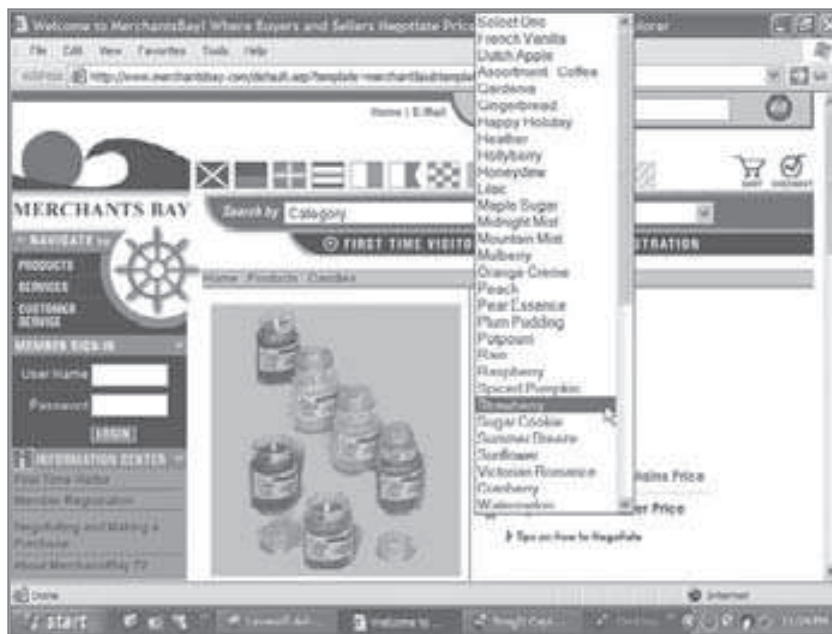 Welcome to MerchantsBay! Where Buyers and Sellers Negotiate
File Edit View Favorites Tools Help
Home | E-Mail
MERCHANTS BAY
Search by Category
FIRST TIME
NAVIGATE
PRODUCTS
SERVICES
CUSTOMER
SERVICE
Home Products Candles
MEMBER SIGN-IN
User Name
Password
LOGIN
INFORMATION CENTER
First Time Visitor
Member Registration
Negotiating and Making a
Purchase
About MerchantsBay TV
Select One
French Vanilla
Dutch Apple
Assortment Coffee
Gardenia
Gingerbread
Happy Holiday
Heather
Hollyberry
Honeydew
Lilac
Maple Sugar
Midnight Mist
Mountain Mist
Mulberry
Orange Creme
Peach
Pear Essence
Plum Pudding
Potpourri
Rain
Raspberry
Spiced Pumpkin
Strawberry
Sugar Cookie
Summer Breeze
Sunflower
Victorian Romance
Cranberry
Watermelon
Price
Price
Tips on How to Negotiate
Done
Internet
start
Welcome to ...